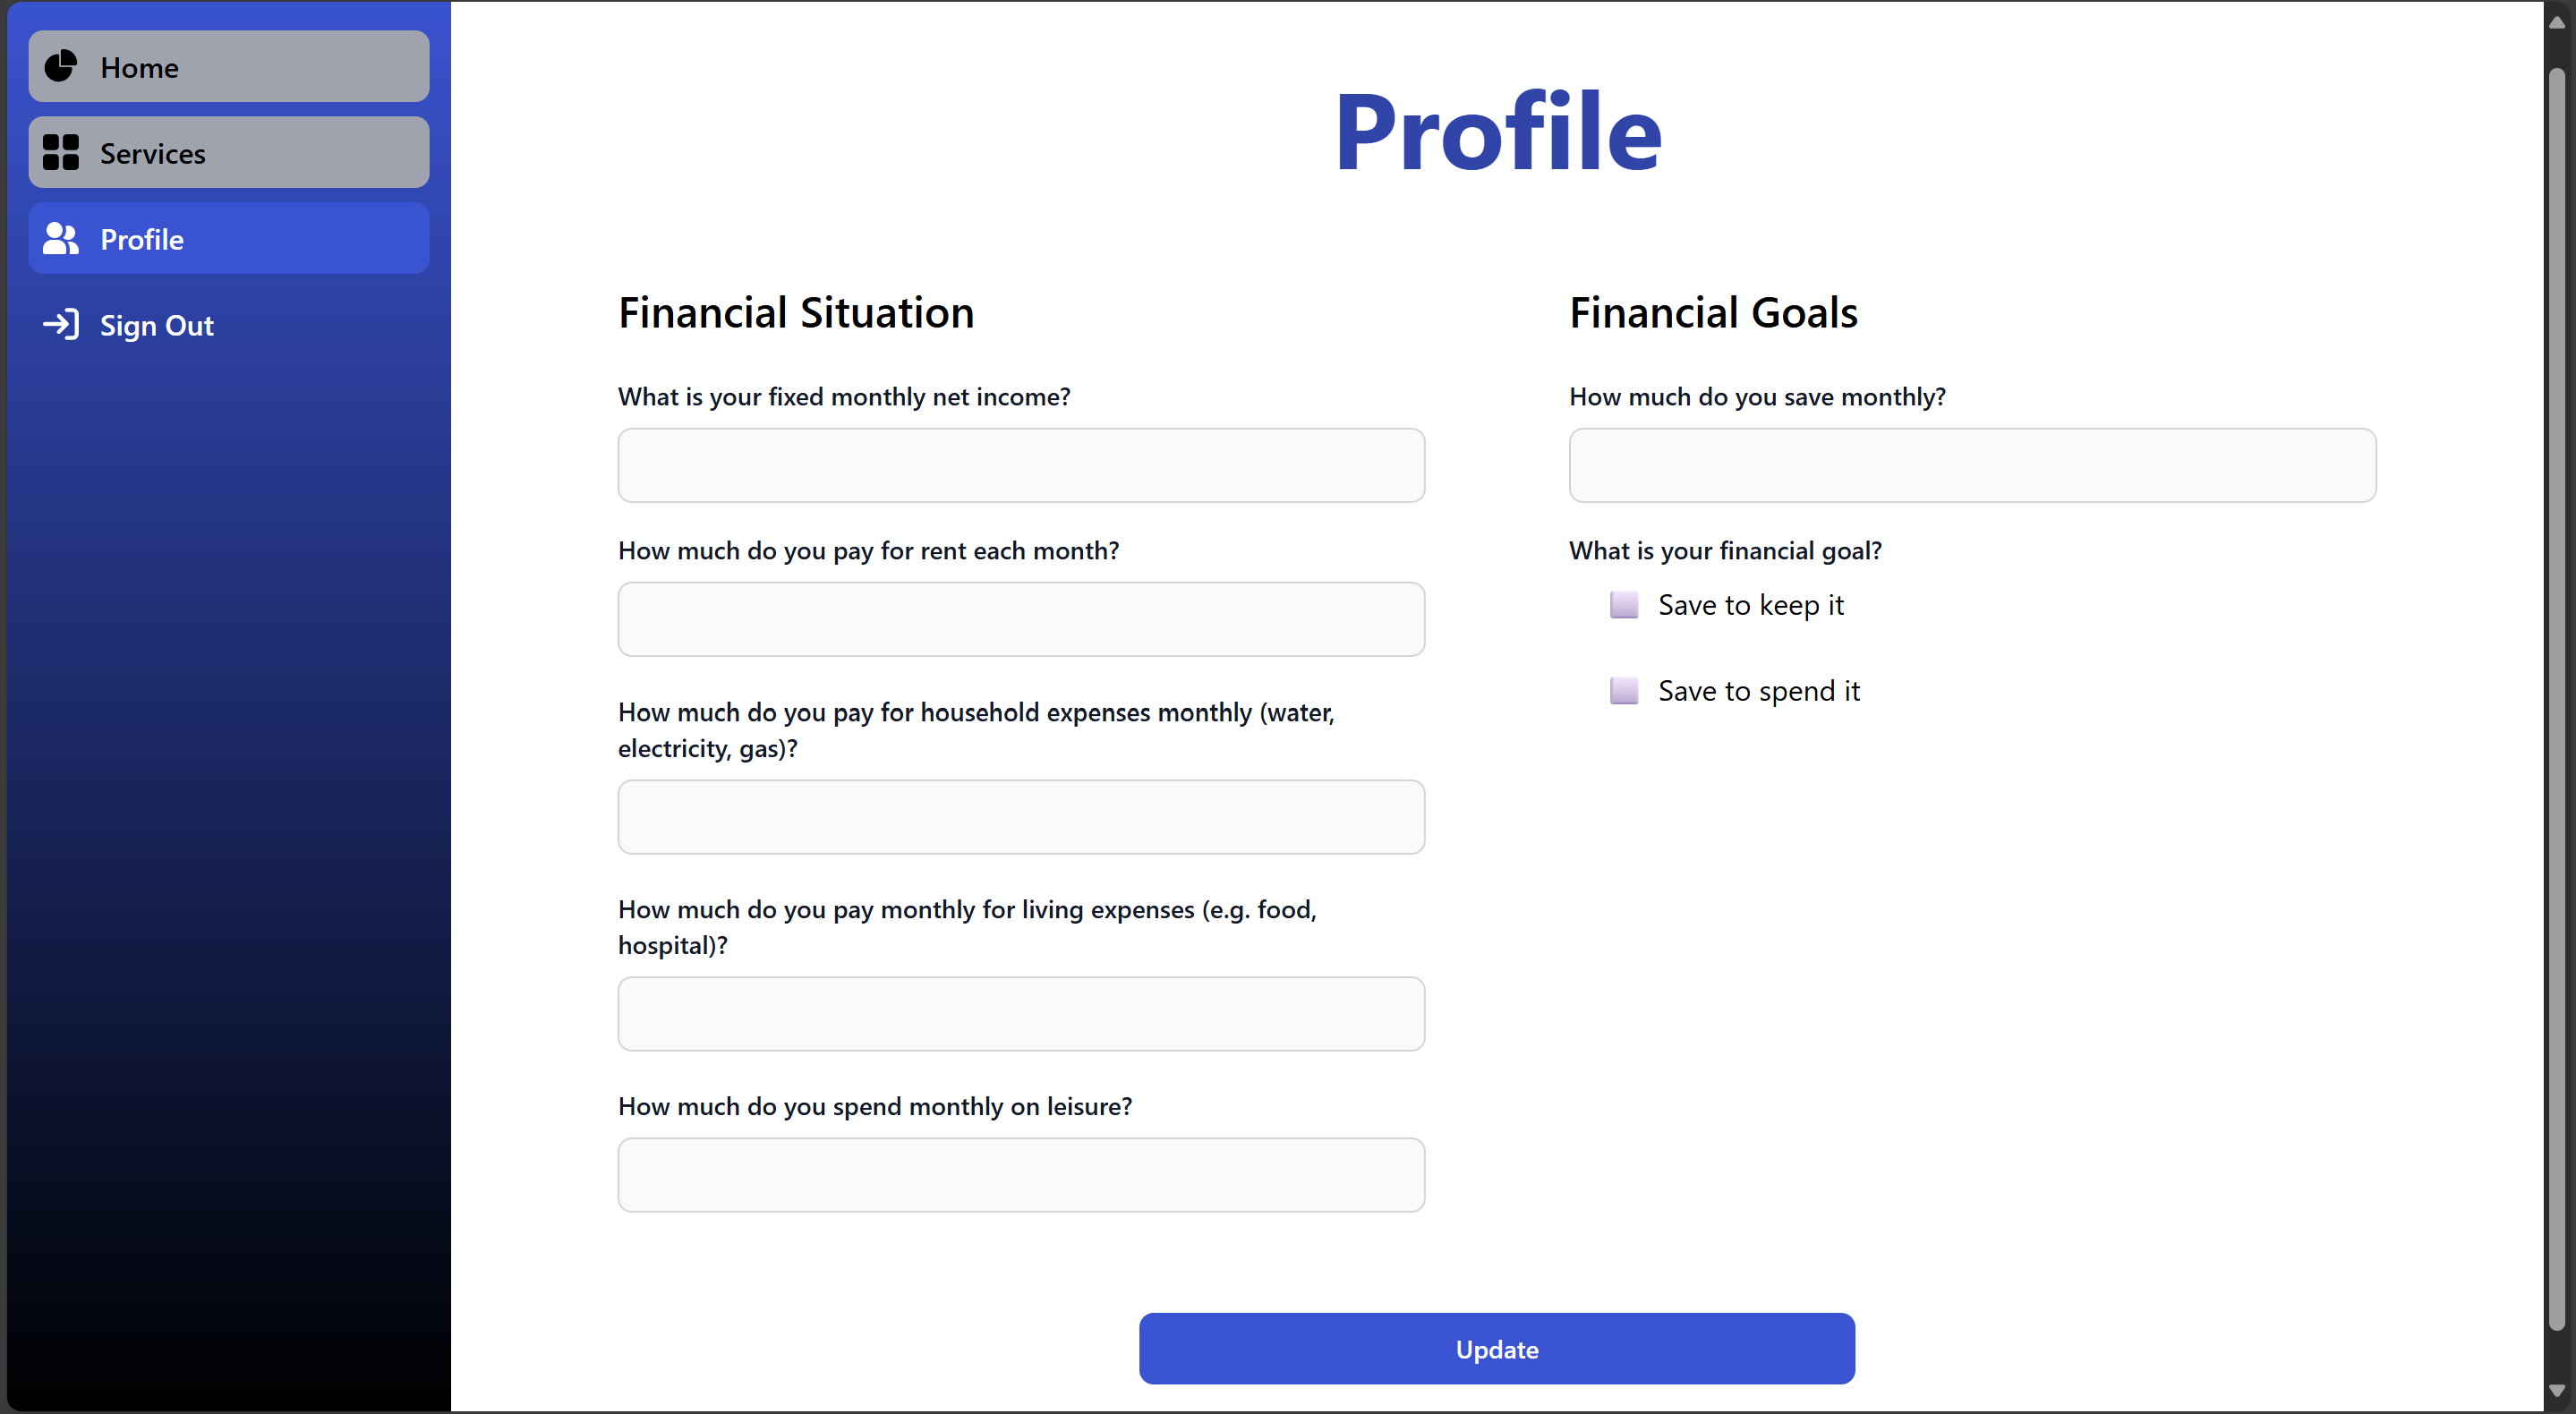 Home
Services
Profile
Sign Out
Profile
Financial Situation
What is your fixed monthly net income?
How much do you pay for rent each month?
How much do you pay for household expenses monthly (water,
electricity, gas)?
How much do you pay monthly for living expenses (e.g. food,
hospital)?
How much do you spend monthly on leisure?
Financial Goals
How much do you save monthly?
What is your financial goal?
Save to keep it
Save to spend it
Update